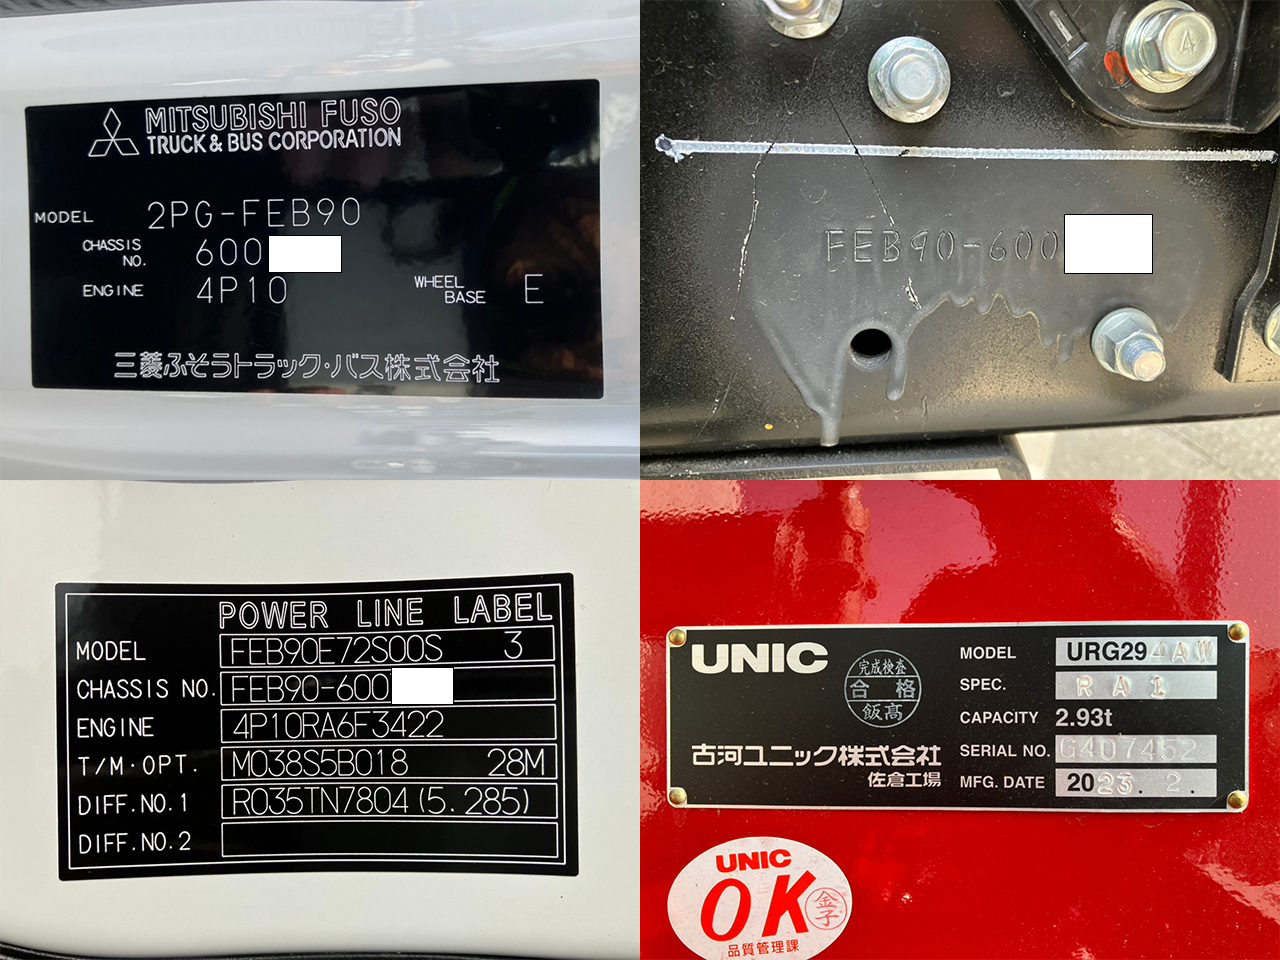 MITSUBISHI FUSO
TRUCK & BUS CORPORATION
MODEL 2PG-FEB90
CHASSIS NO. 600
ENGINE 4P10 WHEEL BASE E
三菱ふそうトラック・バス株式会社
A
FEB90-600
POWER LINE LABEL
MODEL FEB90E72S00S 3
CHASSIS NO. FEB90-600
ENGINE 4P10RA6F3422
T/M・OPT. M038S5B018 28M
DIFF.NO.1 R035TN7804(5.285)
DIFF.NO.2
UNIC
完成検査
合格
飯高
古河ユニック株式会社
佐倉工場
MODEL URG294AW
SPEC. RA1
CAPACITY 2.93t
SERIAL NO. G407452
MFG. DATE 2023. 2.
UNIC
OK
金子
品質管理課